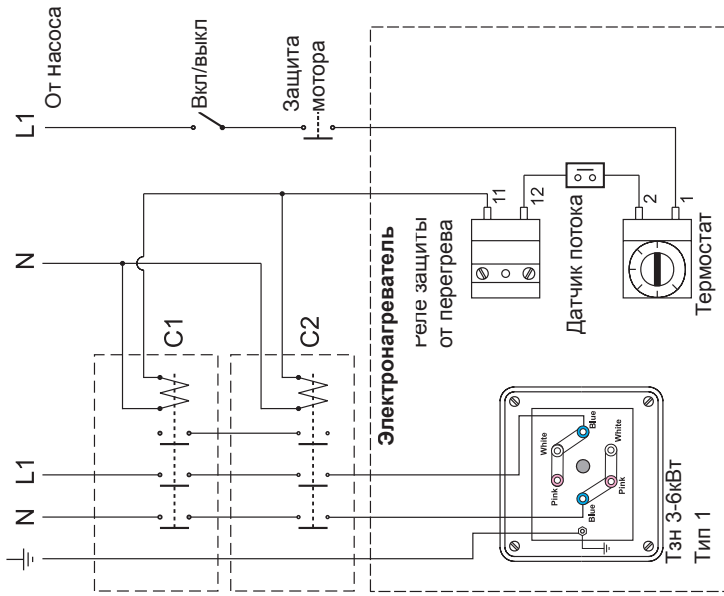 L1
От насоса
Вкл/выкл
Защита
мотора
N
C1
C2
L1
N
Электронагреватель
Реле защиты
от перегрева
11
12
Датчик потока
2
1
Термостат
White
Blue
Pink
White
Blue
Pink
Тэн 3-6кВт
Тип 1